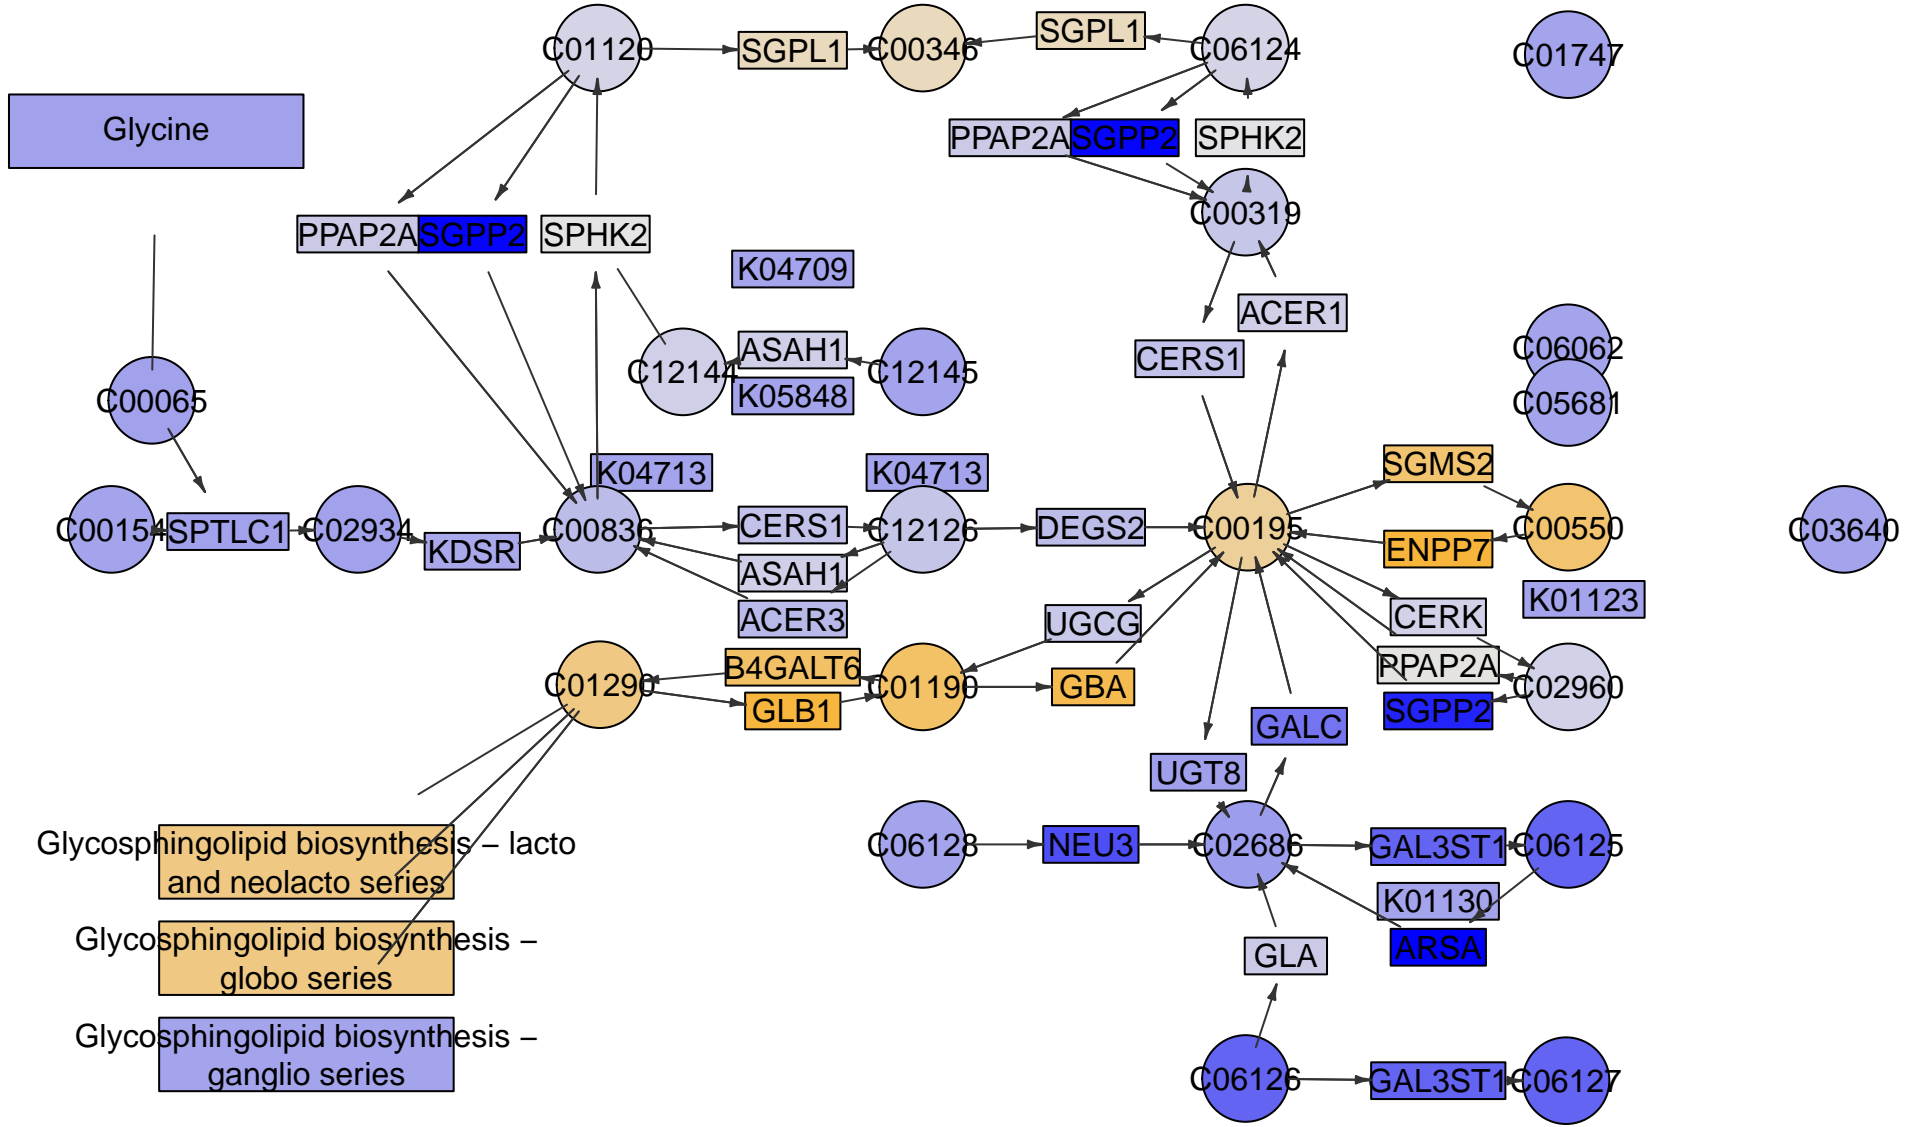 C01120
SGPL1
C00346
SGPL1
C06124
C01747
Glycine
PPAP2A
SGPP2
SPHK2
C00319
PPAP2A
SGPP2
SPHK2
K04709
ACER1
C12144
ASAH1
C12145
K05848
CERS1
C06062
C05681
C00065
K04713
K04713
SGMS2
C00154
SPTLC1
C02934
KDSR
C00836
CERS1
C12126
DEGS2
C00195
C00550
C03640
ENPP7
ASAH1
ACER3
UGCG
CERK
K01123
C01290
B4GALT6
GLB1
C01190
GBA
PPAP2A
SGPP2
C02960
GALC
UGT8
Glycosphingolipid biosynthesis – lacto
and neolacto series
C06128
NEU3
C02686
GAL3ST1
C06125
K01130
ARSA
Glycosphingolipid biosynthesis –
globo series
GLA
Glycosphingolipid biosynthesis –
ganglio series
C06126
GAL3ST1
C06127